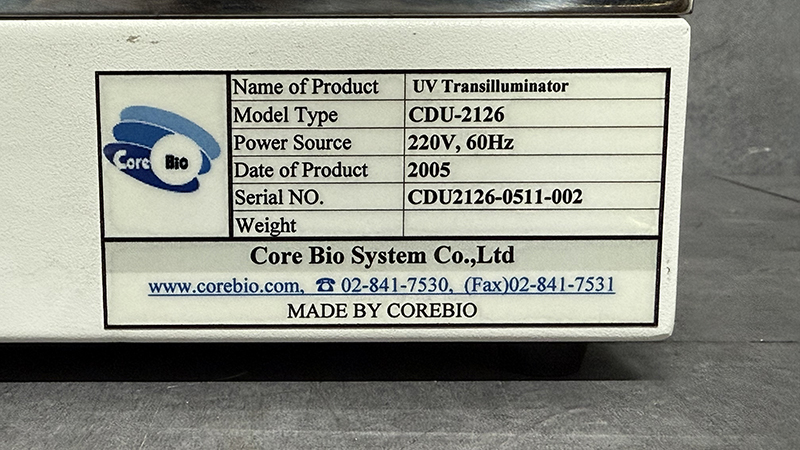 Core Bio
Name of Product UV Transilluminator
Model Type CDU-2126
Power Source 220V, 60Hz
Date of Product 2005
Serial NO. CDU2126-0511-002
Weight
Core Bio System Co.,Ltd
www.corebio.com, ☎ 02-841-7530, (Fax)02-841-7531
MADE BY COREBIO